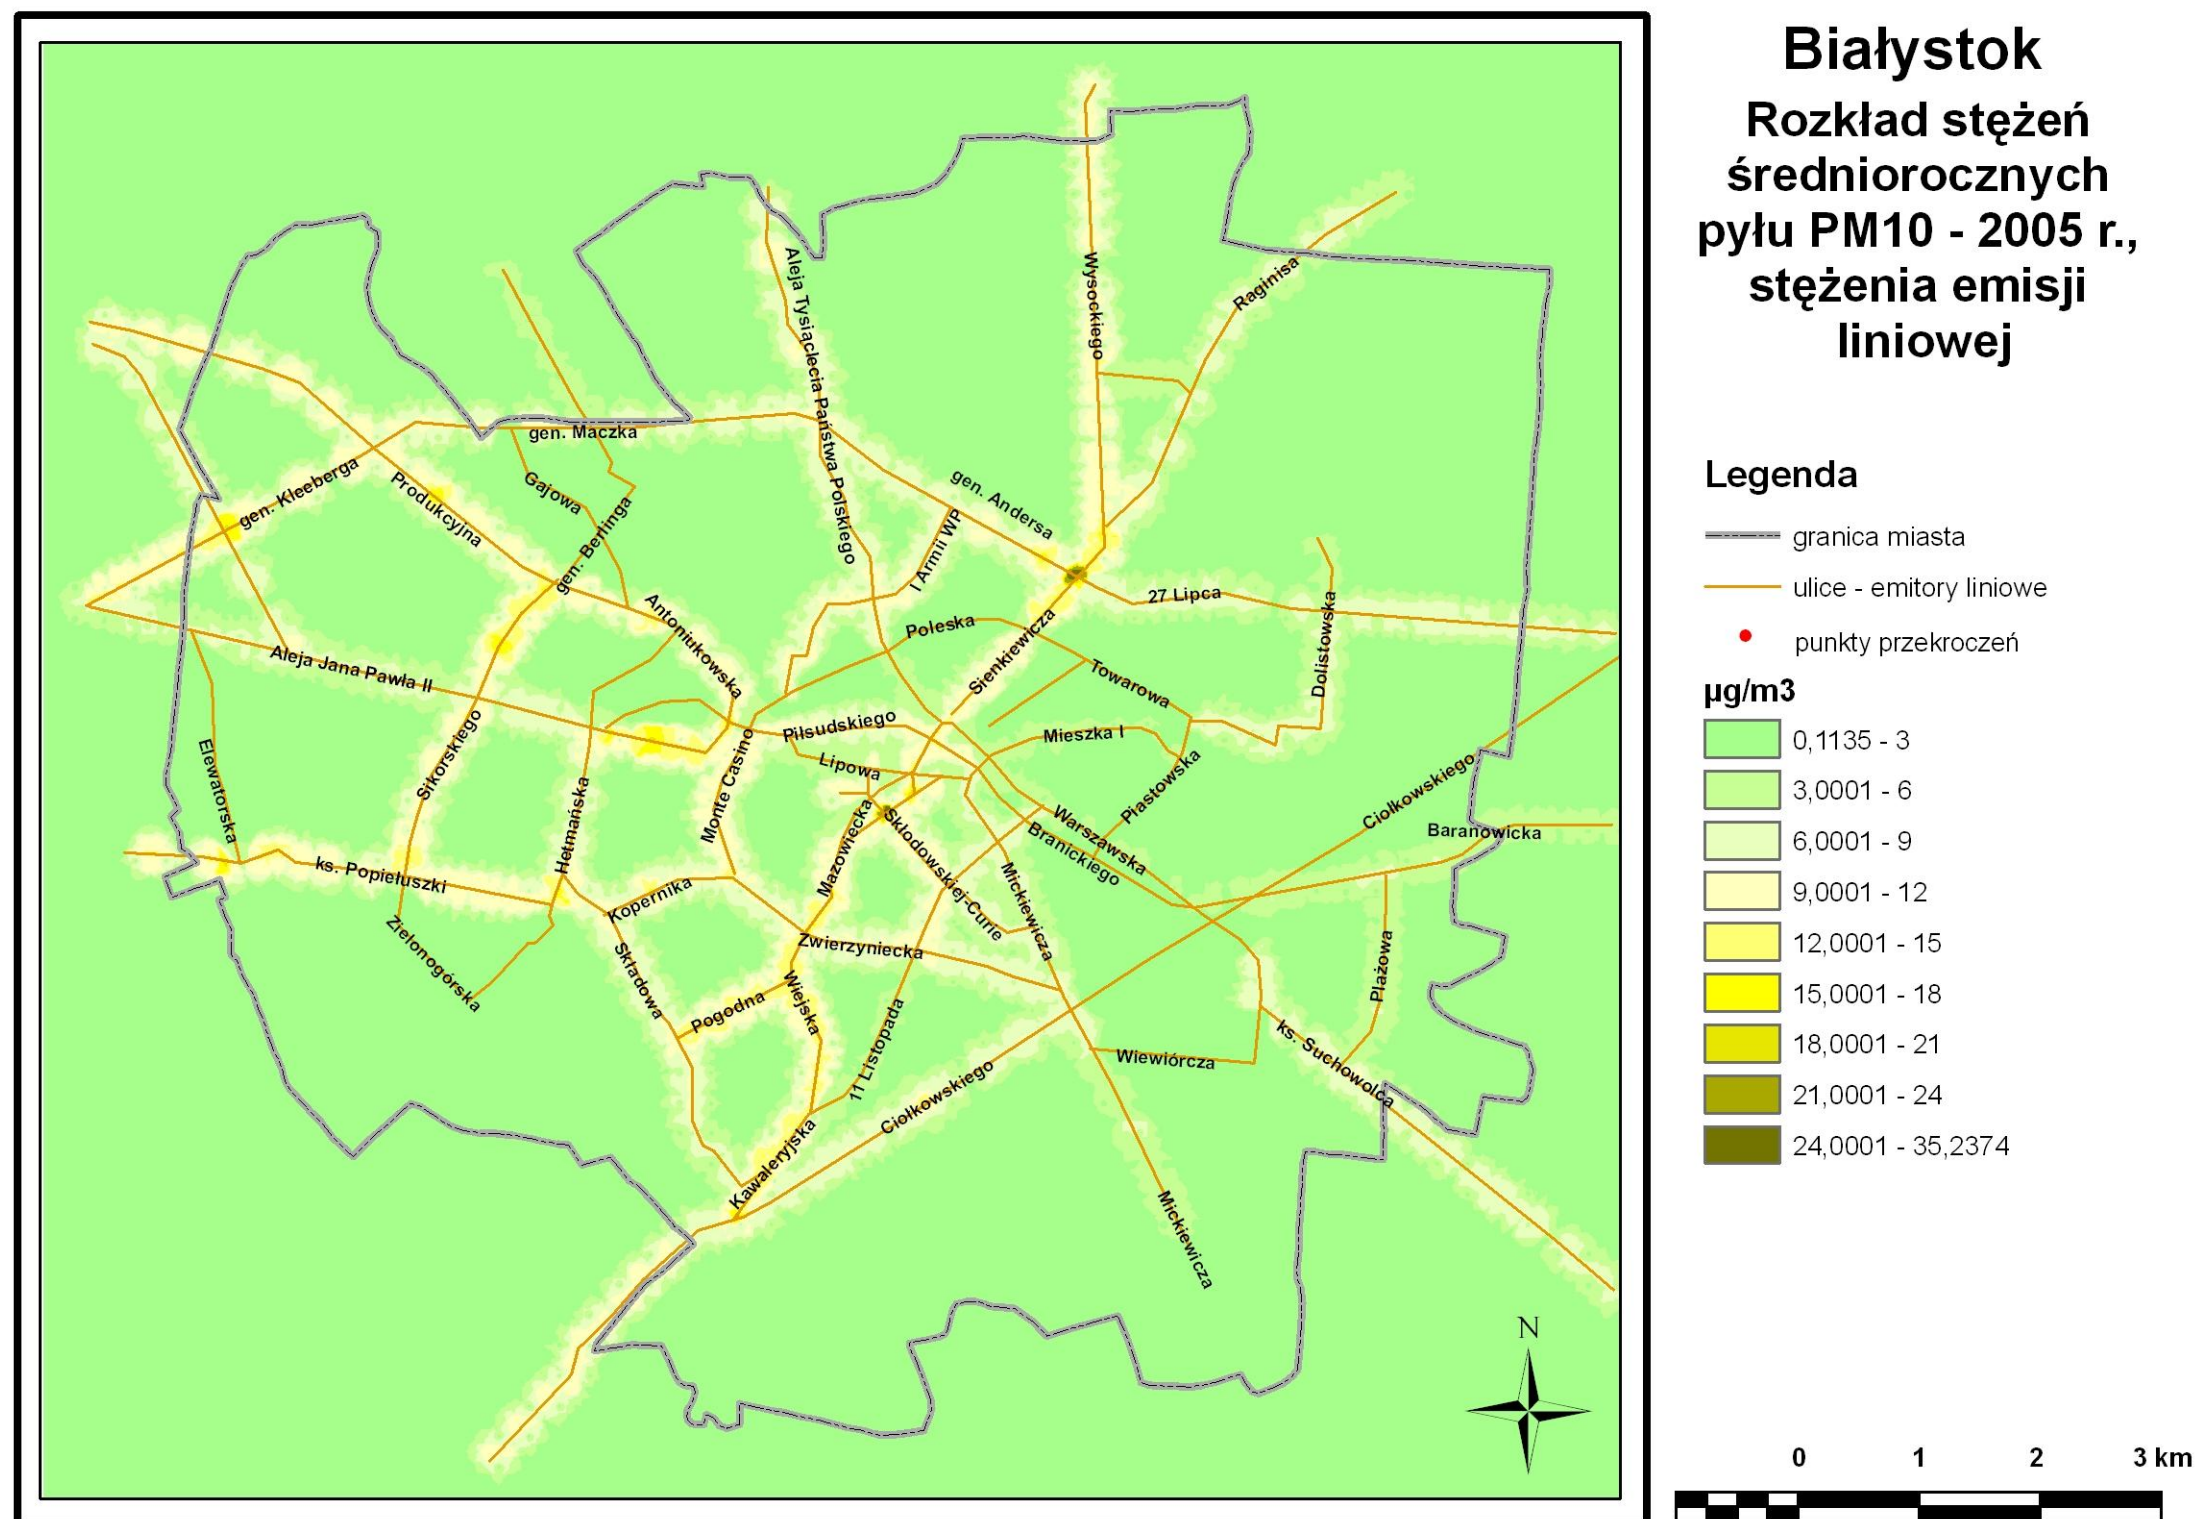 Białystok
Rozkład stężeń
średniorocznych
pyłu PM10 - 2005 r.,
stężenia emisji
liniowej
Legenda
granica miasta
ulice - emitory liniowe
punkty przekroczeń
µg/m3
0,1135 - 3
3,0001 - 6
6,0001 - 9
9,0001 - 12
12,0001 - 15
15,0001 - 18
18,0001 - 21
21,0001 - 24
24,0001 - 35,2374
0 1 2 3 km
N
Aleja Tysiąclecia Państwa Polskiego
Wysockiego
Raginisa
gen. Maczka
gen. Kleeberga
Produkcyjna
Gajowa
gen. Berlinga
gen. Andersa
I Armii WP
27 Lipca
Antoniukowska
Poleska
Sienkiewicza
Dolistowska
Towarowa
Aleja Jana Pawła II
Sikorskiego
Piłsudskiego
Mieszka I
Elewatorska
Lipowa
Monte Casino
Piastowska
Ciołkowskiego
Hetmańska
Mazowiecka
Skłodowskiej-Curie
Warszawska
Branickiego
Baranowicka
ks. Popiełuszki
Kopernika
Mickiewicza
Zielonogórska
Składowa
Zwierzyniecka
Plażowa
Pogodna
Wiejska
11 Listopada
Wiewiórcza
ks. Suchowolca
Ciołkowskiego
Kawaleryjska
Mickiewicza